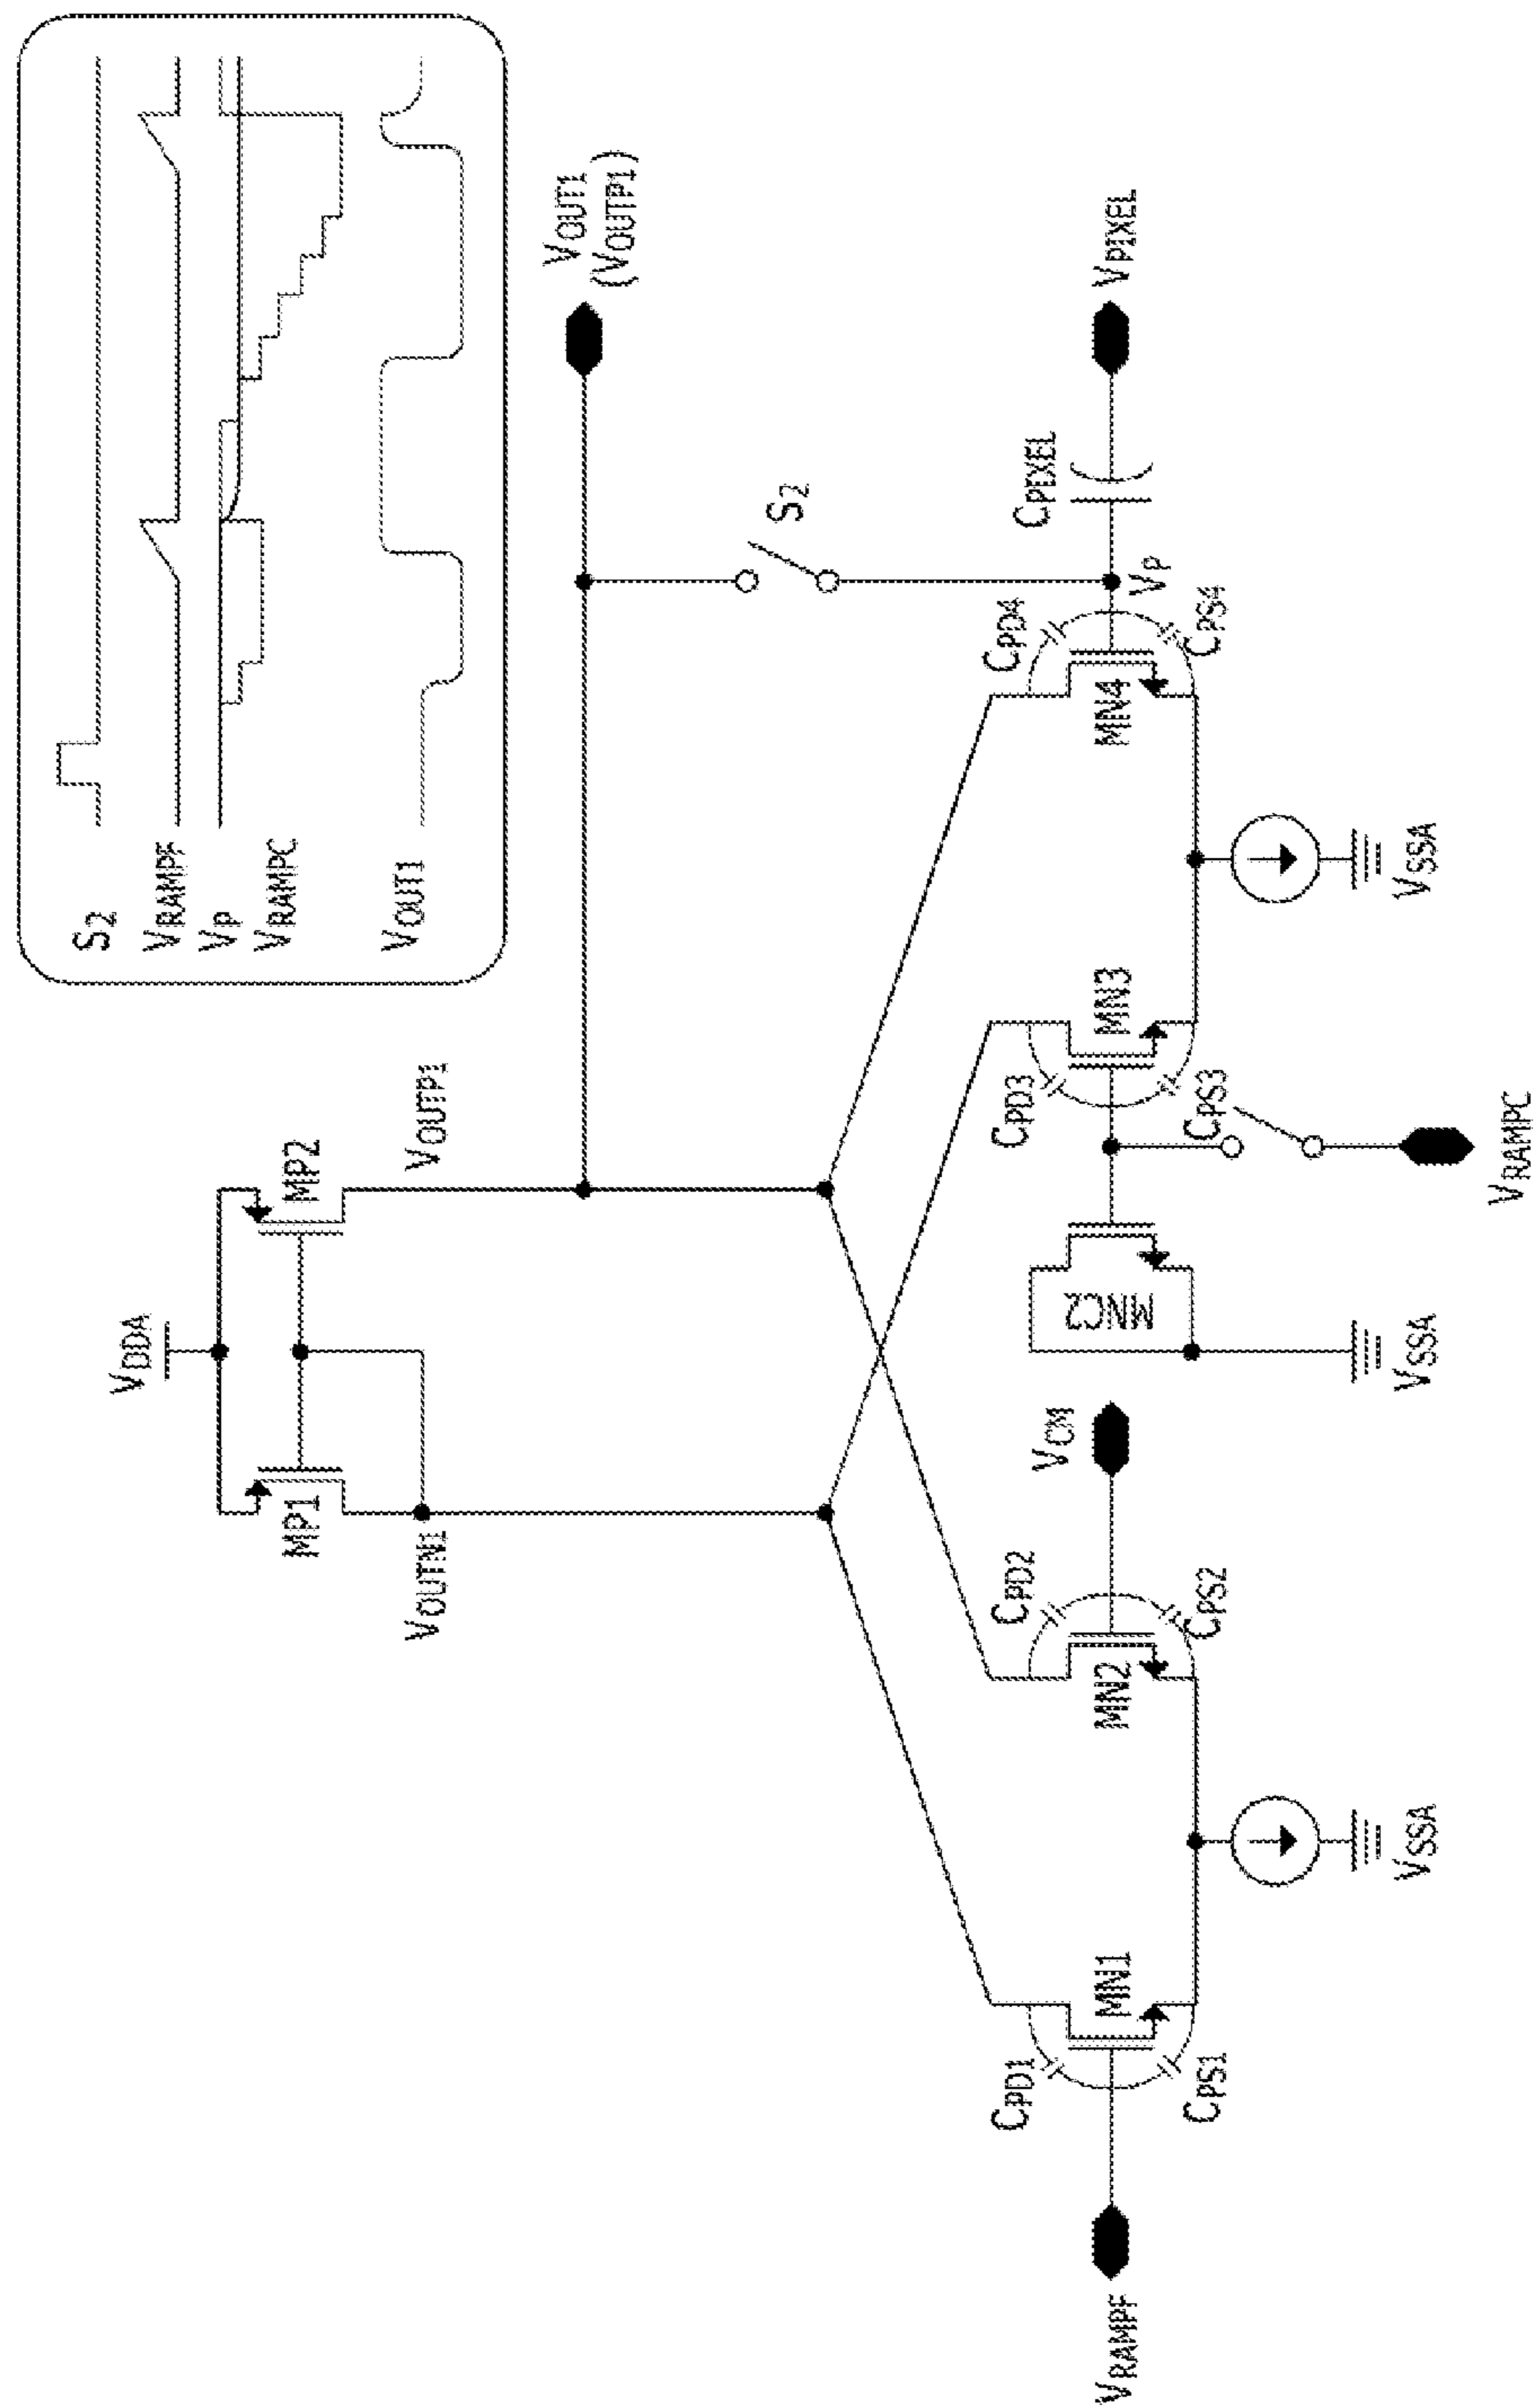 S2
VRAMPF
VP
VRAMPC
VOUT1
VDDA
MP1
MP2
VOUTN1
VOUTP1
VOUT1
(VOUTP1)
S2
CPD1
MN1
CPS1
VRAMPF
CPD2
MN2
CPS2
VCM
VSSA
MNC2
VSSA
CPD3
MN3
CPS3
VRAMPC
CPD4
MN4
CPS4
VP
CPIXEL
VPIXEL
VSSA